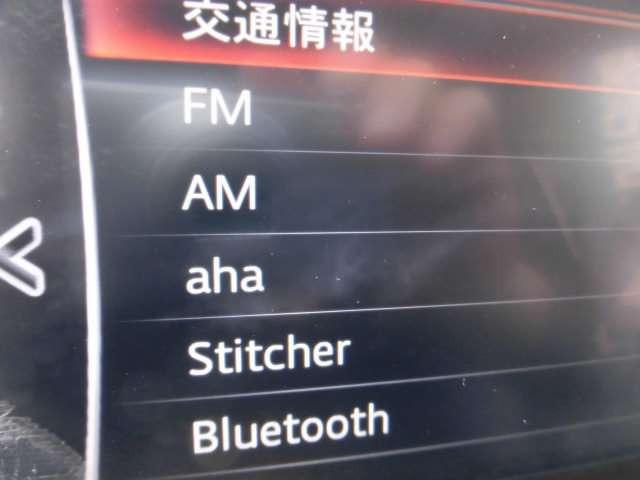 交通情報
FM
AM
aha
Stitcher
Bluetooth